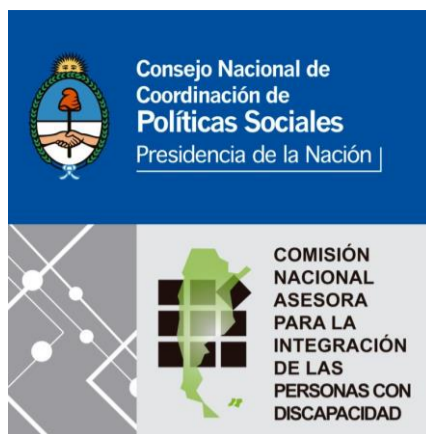 Consejo Nacional de
Coordinación de
Políticas Sociales
Presidencia de la Nación
COMISIÓN
NACIONAL
ASESORA
PARA LA
INTEGRACIÓN
DE LAS
PERSONAS CON
DISCAPACIDAD